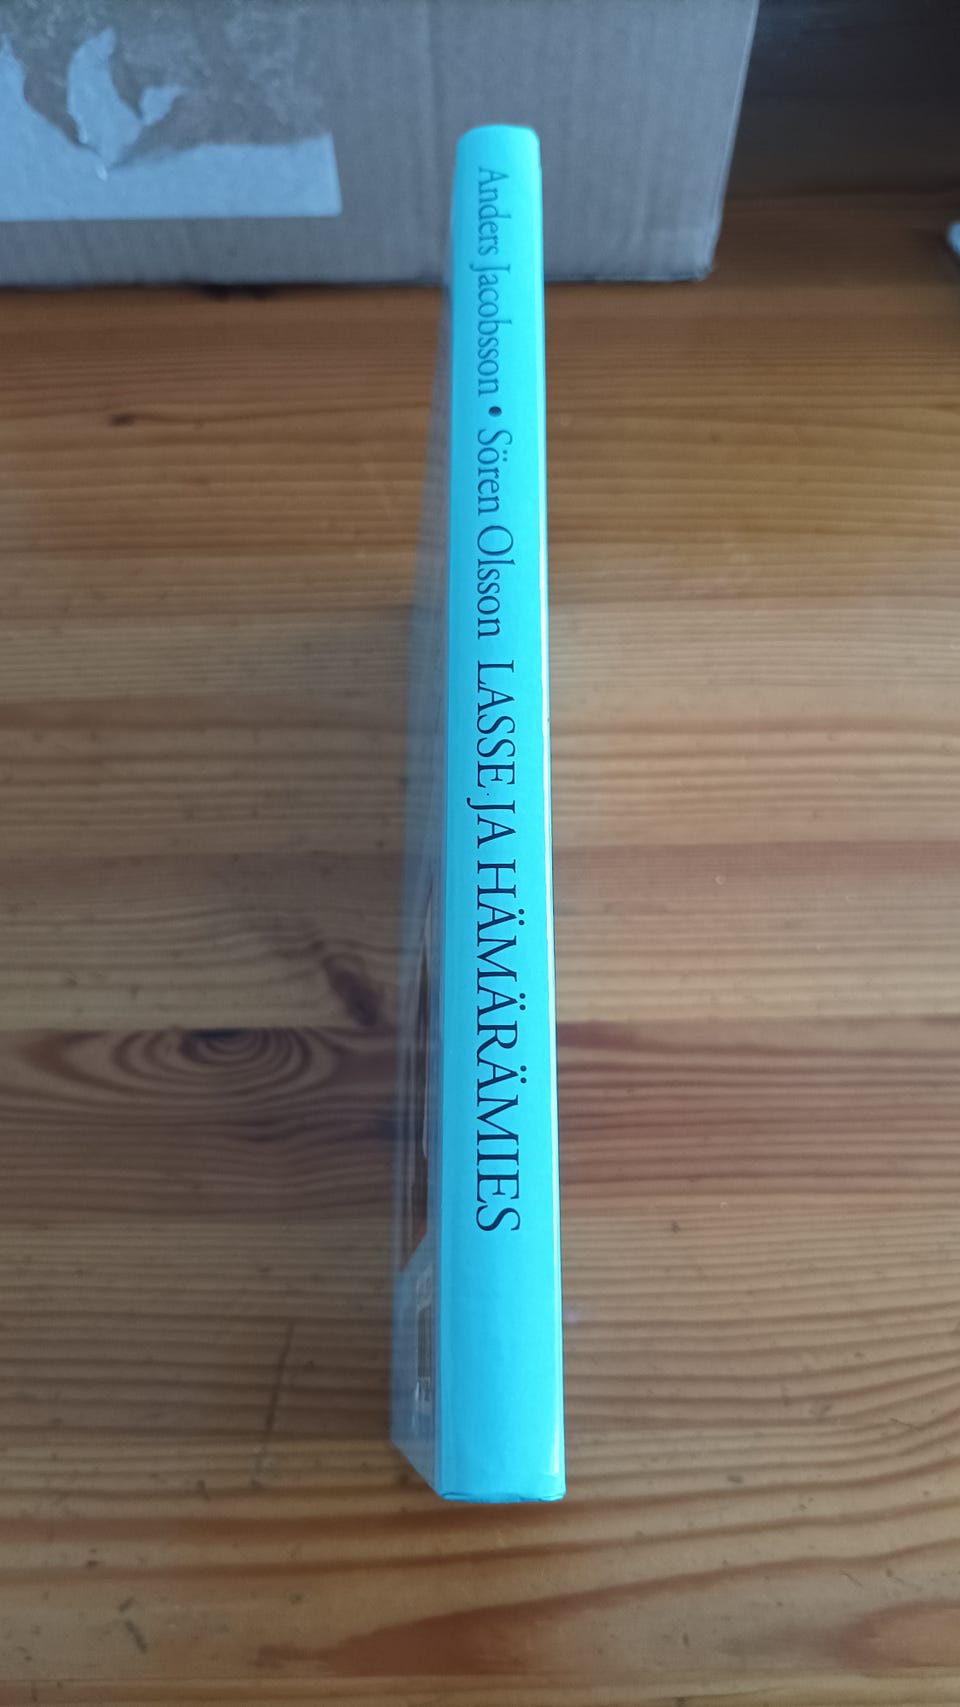 Anders Jacobsson • Sören Olsson LASSE JA HÄMÄRÄMIES